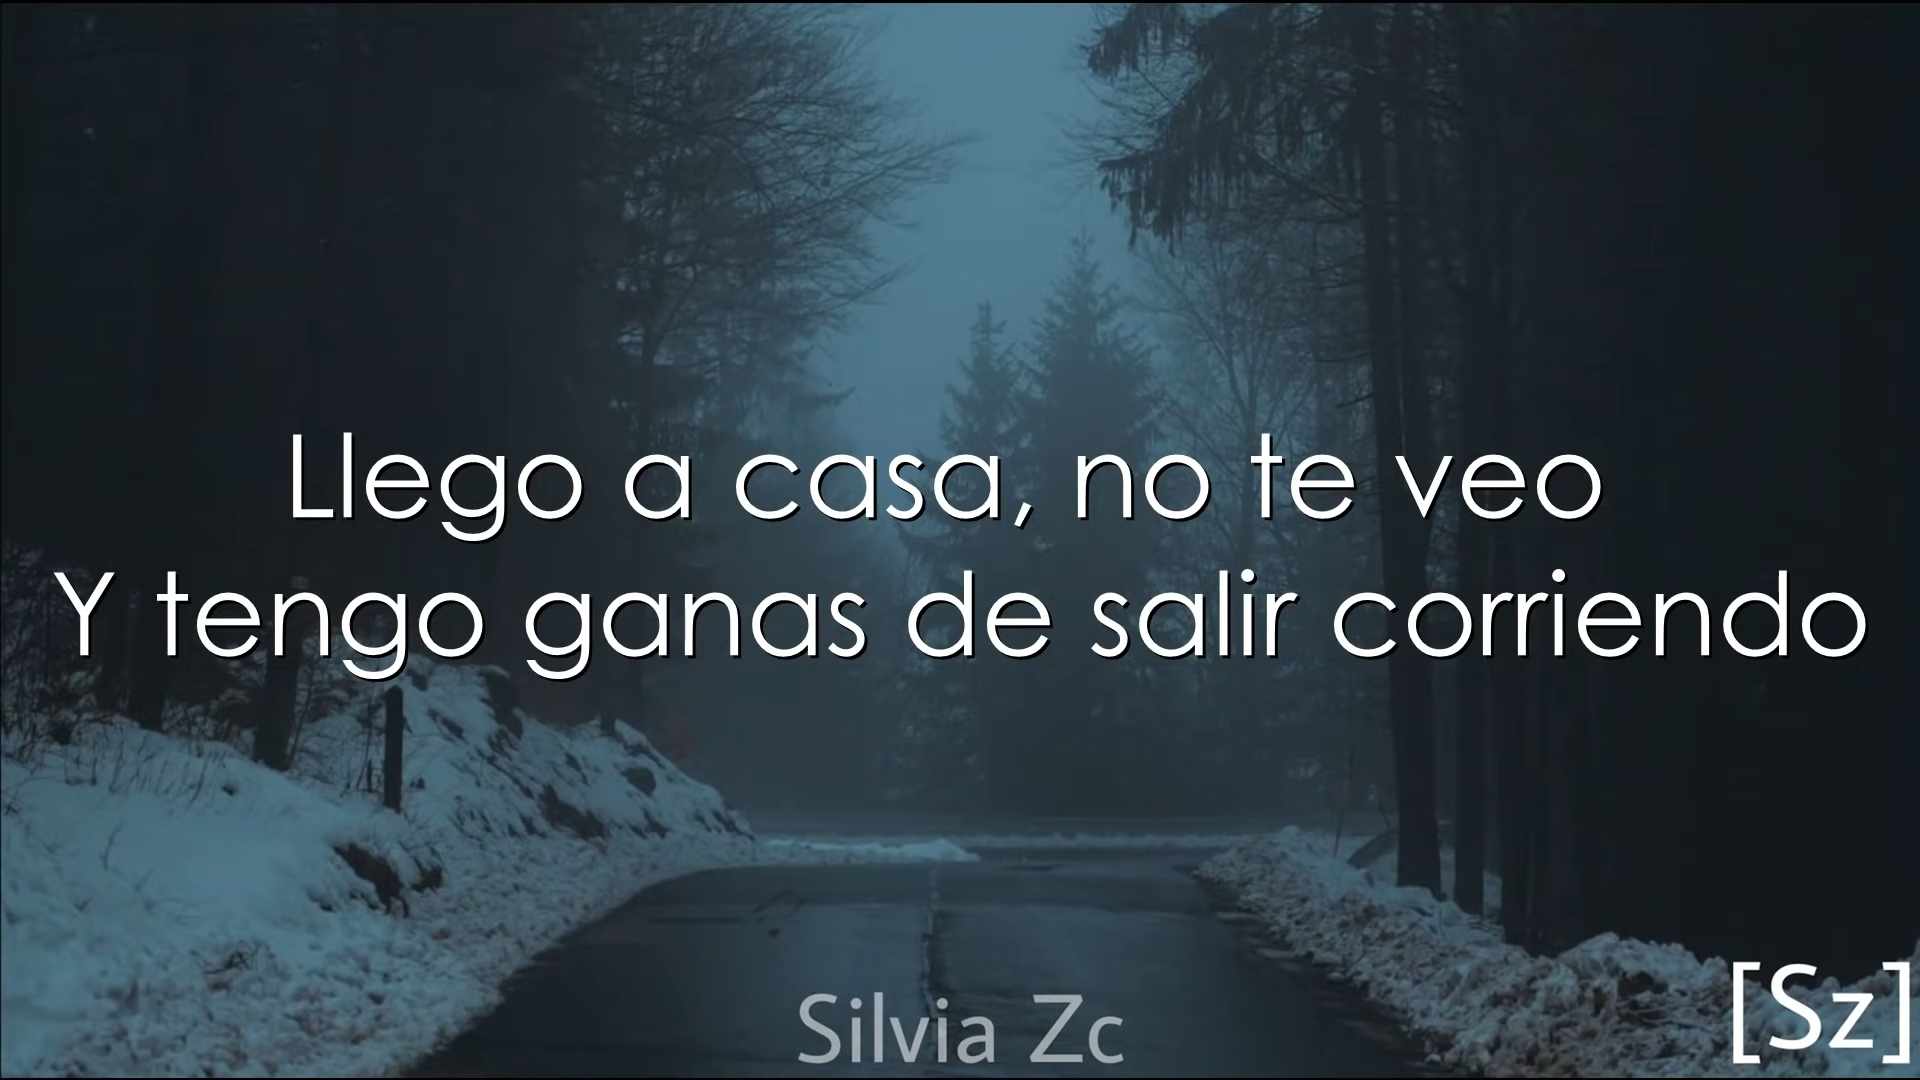 Llego a casa, no te veo
Y tengo ganas de salir corriendo
Silvia Zc
[Sz]